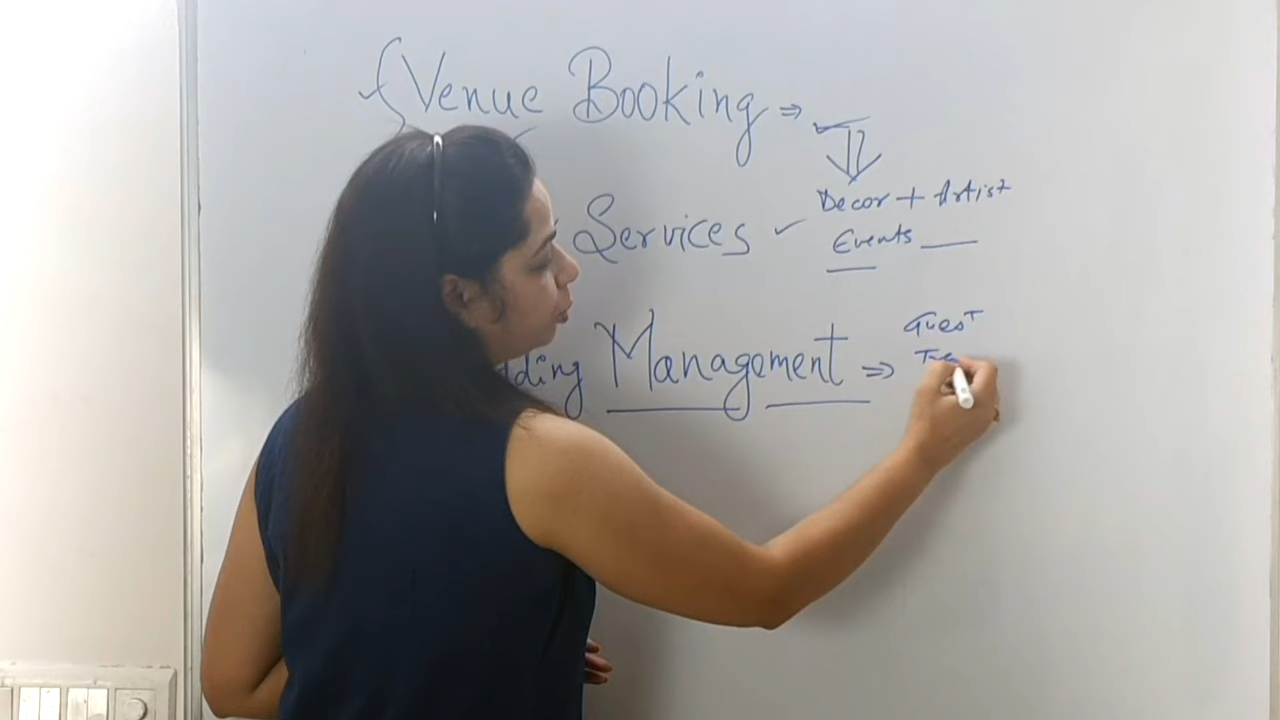 Venue Booking ⇒
Decor + Artist
Services ✓
Events
Guest
Management ⇒